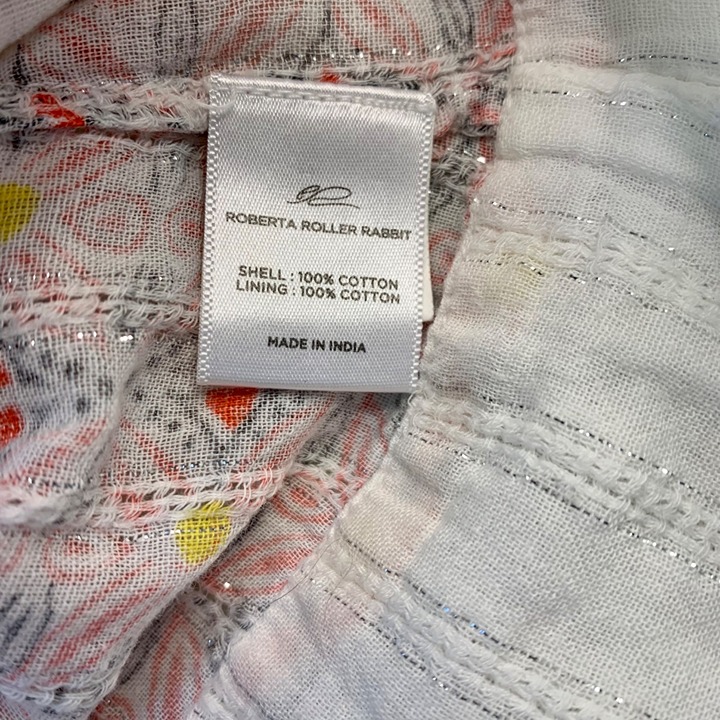 ROBERTA ROLLER RABBIT
SHELL : 100% COTTON
LINING : 100% COTTON
MADE IN INDIA